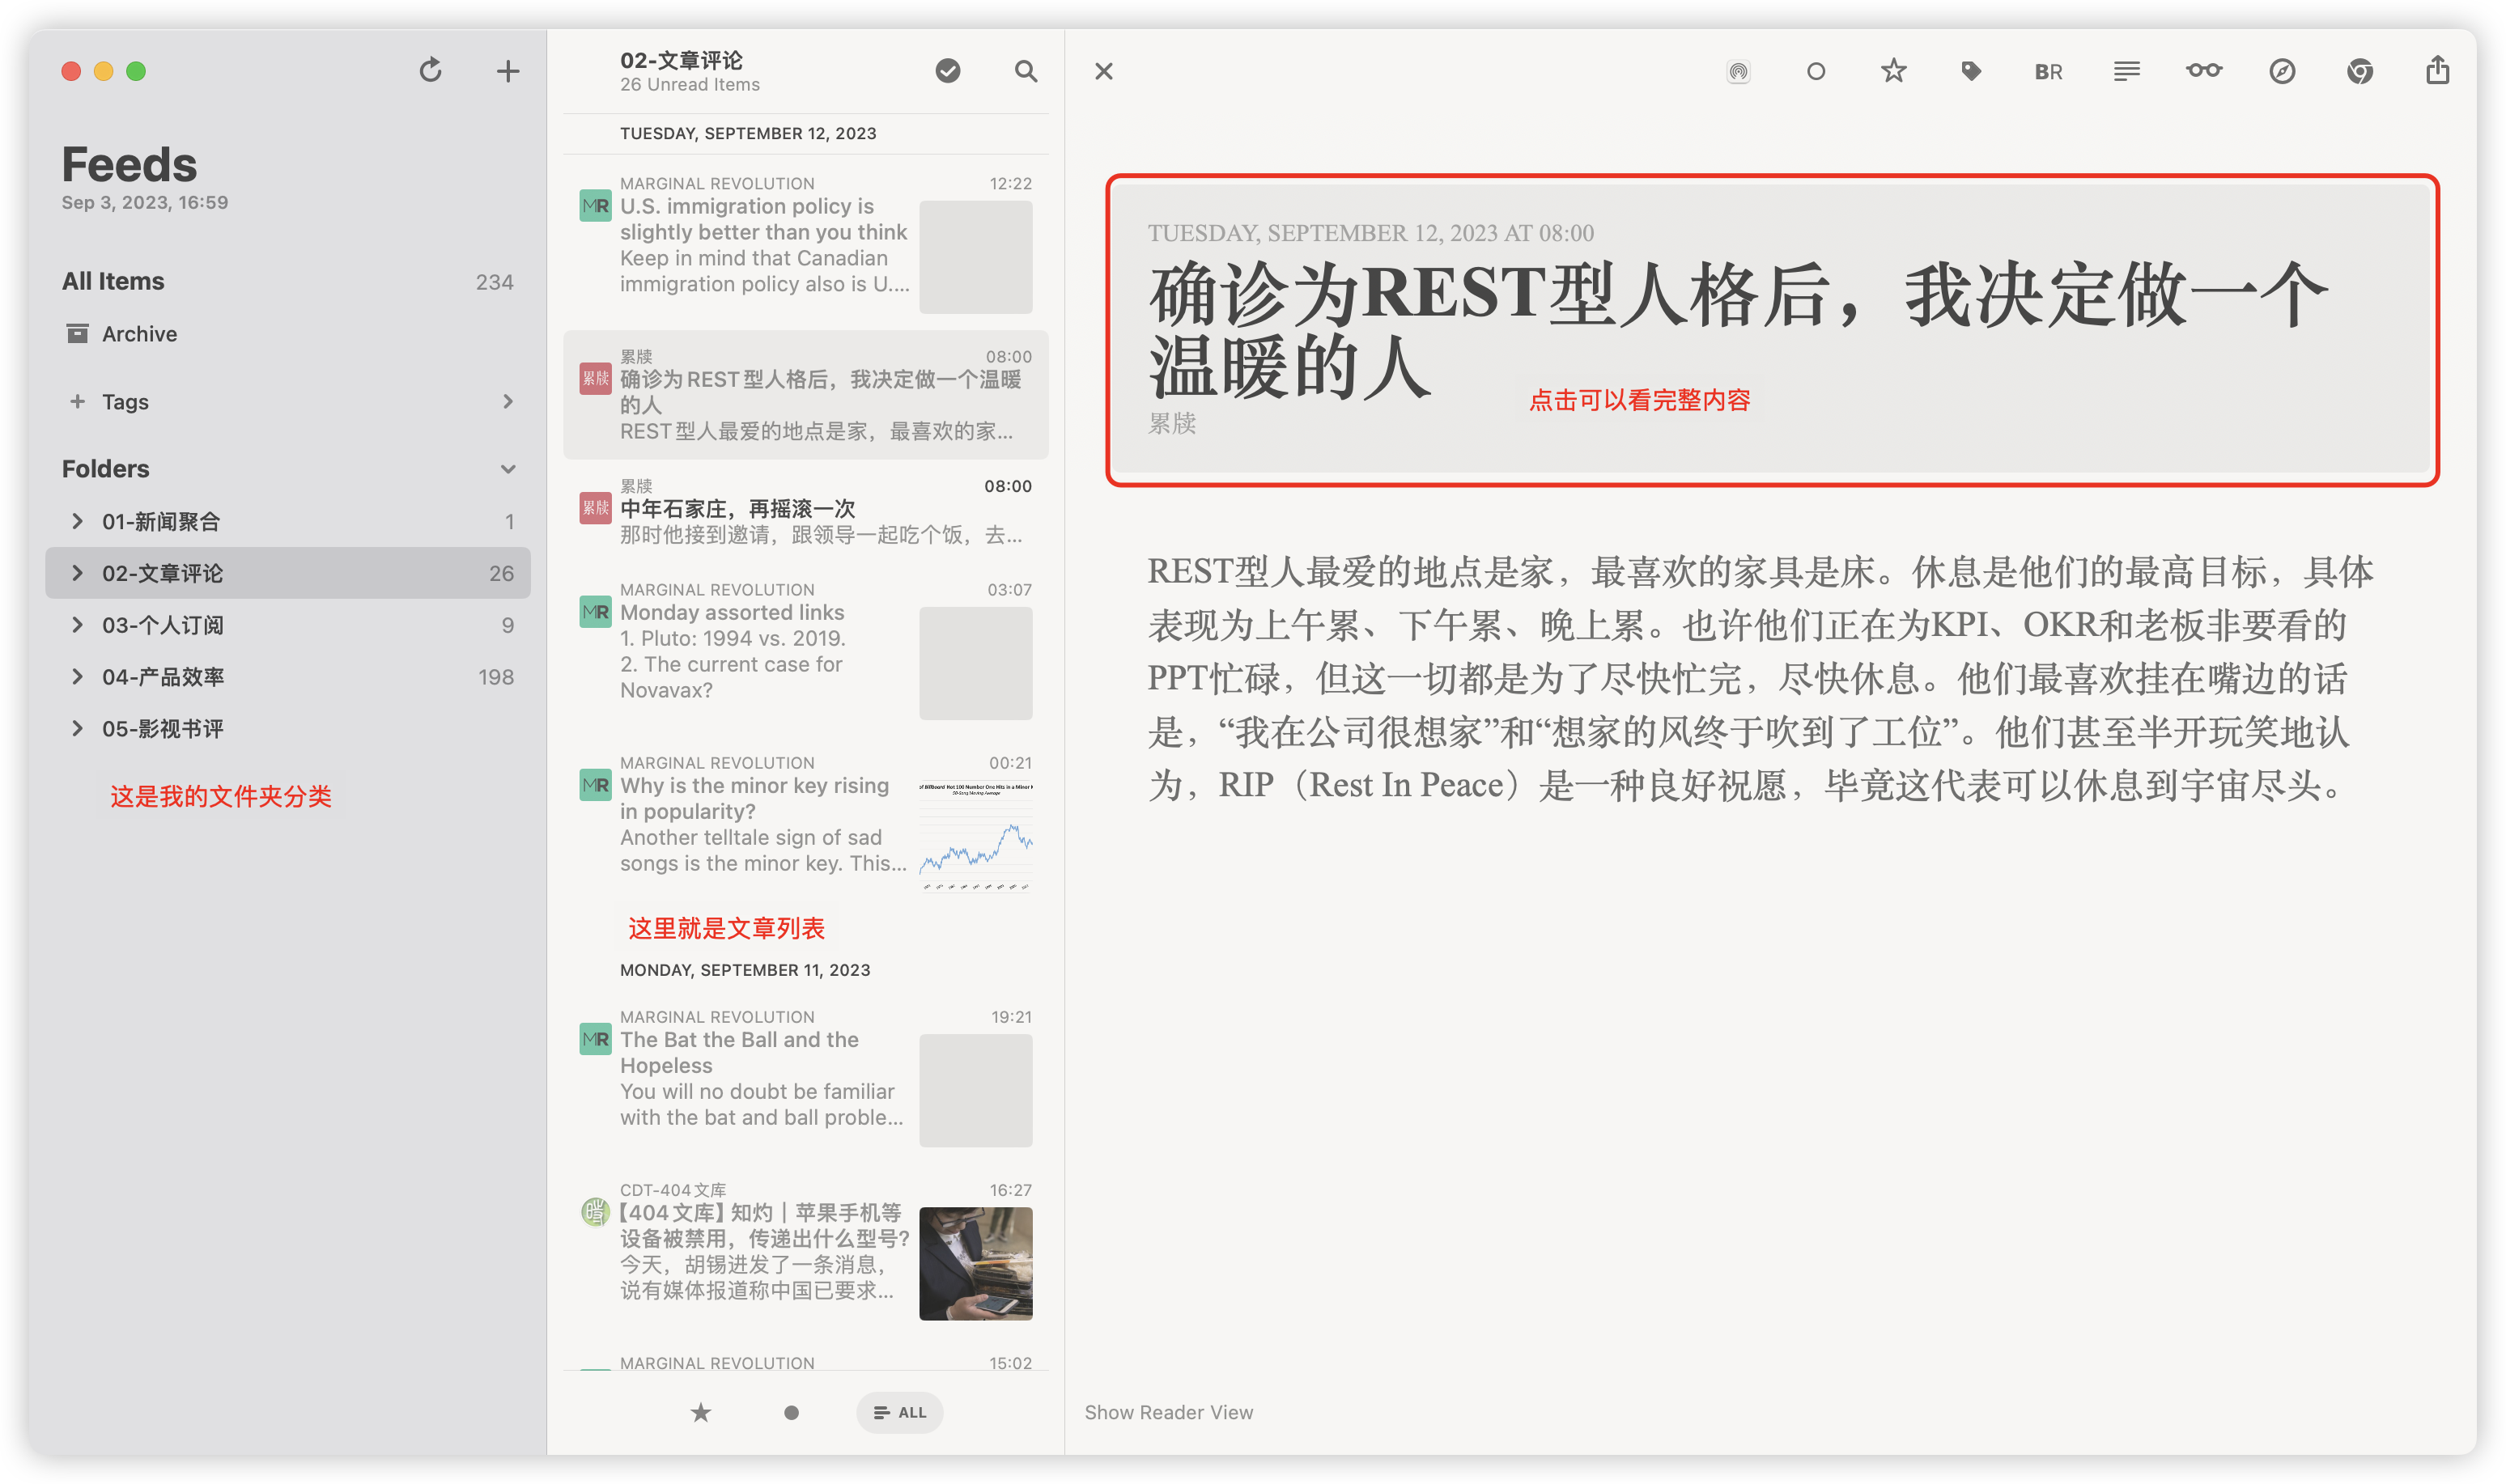 Feeds
Sep 3, 2023, 16:59
All Items 234
Archive
Tags
Folders
01-新闻聚合 1
02-文章评论 26
03-个人订阅 9
04-产品效率 198
05-影视书评
这是我的文件夹分类
02-文章评论
26 Unread Items
TUESDAY, SEPTEMBER 12, 2023
MARGINAL REVOLUTION 12:22
MR
U.S. immigration policy is
slightly better than you think
Keep in mind that Canadian
immigration policy also is U....
累牍 08:00
累牍
确诊为REST型人格后，我决定做一个温暖
的人
REST型人最爱的地点是家，最喜欢的家...
累牍 08:00
累牍
中年石家庄，再摇滚一次
那时他接到邀请，跟领导一起吃个饭，去...
MARGINAL REVOLUTION 03:07
MR
Monday assorted links
1. Pluto: 1994 vs. 2019.
2. The current case for
Novavax?
MARGINAL REVOLUTION 00:21
MR
Why is the minor key rising
in popularity?
Another telltale sign of sad
songs is the minor key. This...
of Billboard Hot 100 Number One Hits in a Minor
50-Song Moving Average
这里就是文章列表
MONDAY, SEPTEMBER 11, 2023
MARGINAL REVOLUTION 19:21
MR
The Bat the Ball and the
Hopeless
You will no doubt be familiar
with the bat and ball proble...
CDT-404文库 16:27
【404文库】知灼｜苹果手机等
设备被禁用，传递出什么型号?
今天，胡锡进发了一条消息，
说有媒体报道称中国已要求...
MARGINAL REVOLUTION 15:02
ALL
BR
TUESDAY, SEPTEMBER 12, 2023 AT 08:00
确诊为REST型人格后，我决定做一个
温暖的人
点击可以看完整内容
累牍
REST型人最爱的地点是家，最喜欢的家具是床。休息是他们的最高目标，具体
表现为上午累、下午累、晚上累。也许他们正在为KPI、OKR和老板非要看的
PPT忙碌，但这一切都是为了尽快忙完，尽快休息。他们最喜欢挂在嘴边的话
是，“我在公司很想家”和“想家的风终于吹到了工位”。他们甚至半开玩笑地认
为，RIP（Rest In Peace）是一种良好祝愿，毕竟这代表可以休息到宇宙尽头。
Show Reader View